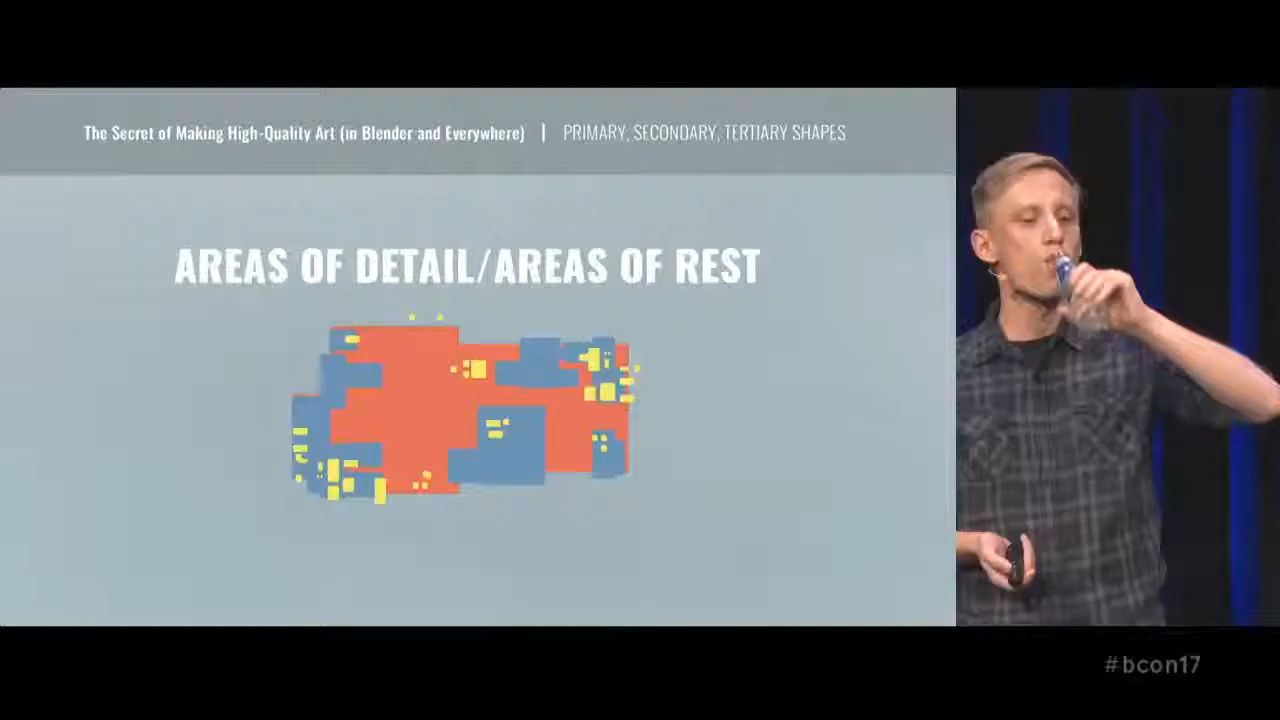 The Secret of Making High-Quality Art (in Blender and Everywhere) | PRIMARY, SECONDARY, TERTIARY SHAPES
AREAS OF DETAIL/AREAS OF REST
#bcon17